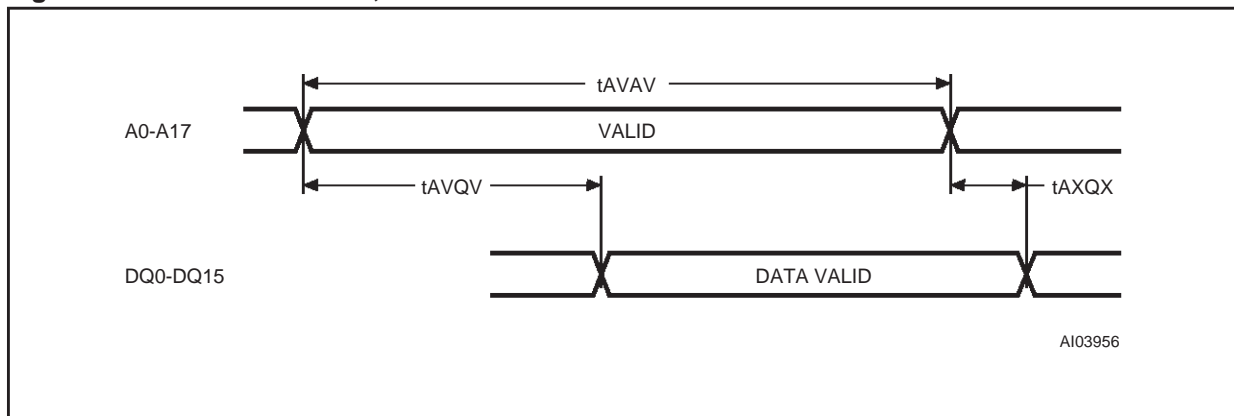 tAVAV
A0-A17
VALID
tAVQV
tAXQX
DQ0-DQ15
DATA VALID
AI03956